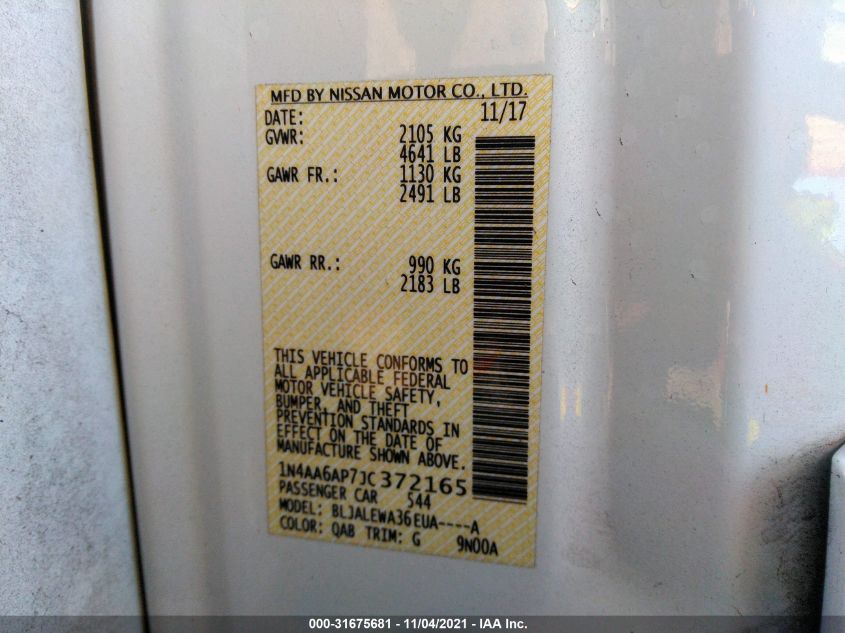 MFD BY NISSAN MOTOR CO., LTD.
DATE: 11/17
GVWR: 2105 KG
4641 LB
GAWR FR.: 1130 KG
2491 LB
GAWR RR.: 990 KG
2183 LB
THIS VEHICLE CONFORMS TO
ALL APPLICABLE FEDERAL
MOTOR VEHICLE SAFETY,
BUMPER, AND THEFT
PREVENTION STANDARDS IN
EFFECT ON THE DATE OF
MANUFACTURE SHOWN ABOVE.
1N4AA6AP7JC372165
PASSENGER CAR 544
MODEL: BLJALEWA36EUA----A
COLOR: QAB TRIM: G 9N00A
000-31675681 - 11/04/2021 - IAA Inc.